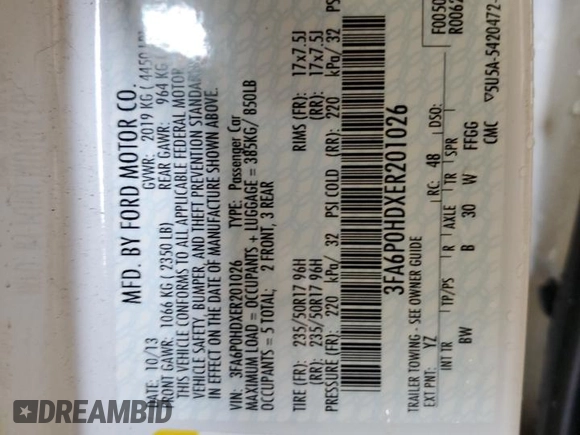 MFD. BY FORD MOTOR CO.
DATE: 10/13 GVWR: 2019 KG ( 4450 LB)
FRONT GAWR: 1066 KG ( 2350 LB) REAR GAWR: 964 KG
THIS VEHICLE CONFORMS TO ALL APPLICABLE FEDERAL MOTOR
VEHICLE SAFETY, BUMPER, AND THEFT PREVENTION STANDARDS
IN EFFECT ON THE DATE OF MANUFACTURE SHOWN ABOVE.
VIN: 3FA6P0HDXER201026 TYPE: Passenger Car
MAXIMUM LOAD = OCCUPANTS + LUGGAGE = 385KG/ 850LB
OCCUPANTS = 5 TOTAL; 2 FRONT, 3 REAR
TIRE (FR): 235/50R17 96H RIMS (FR): 17x7.5J
(RR): 235/50R17 96H (RR): 17x7.5J
PRESSURE (FR): 220 kPa/ 32 PSI COLD (RR): 220 kPa/ 32 PS
3FA6P0HDXER201026
TRAILER TOWING - SEE OWNER GUIDE
F0050
R0062
EXT PNT: YZ RC: 48 DSO:
INT TR TP/PS R AXLE TR SPR
BW B 30 W FFGG
CMC ▽5U5A-5420472-
DREAMBID